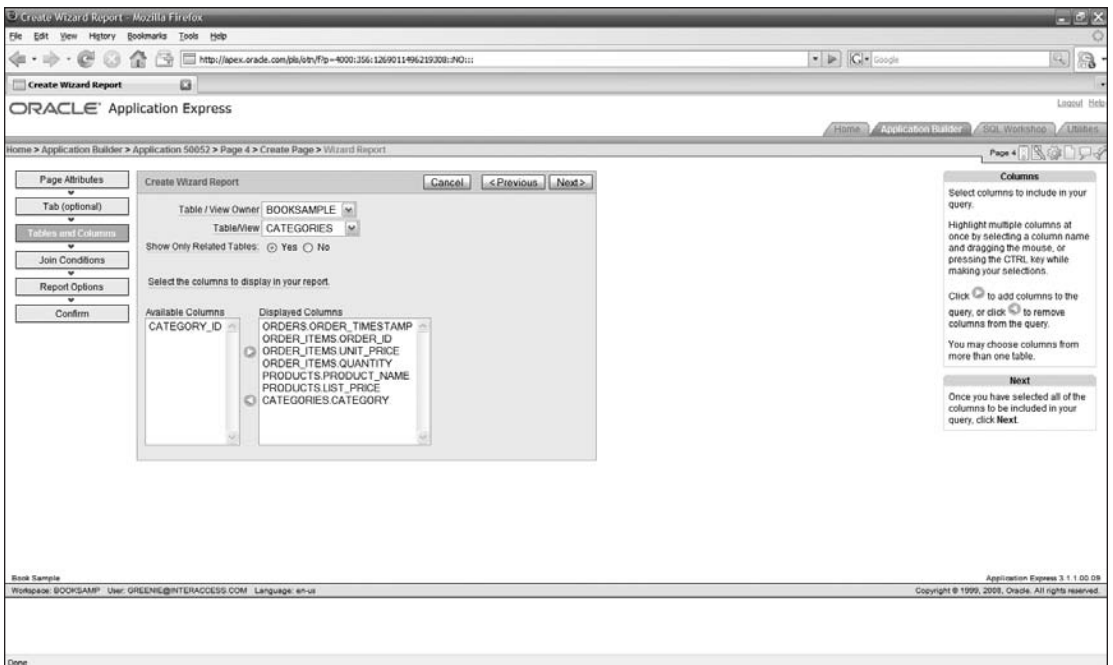 Create Wizard Report - Mozilla Firefox
File Edit View History Bookmarks Tools Help
http://apex.oracle.com/pls/otn/f?p=4000:356:1269011496219308::NO:::
Google
Create Wizard Report
ORACLE Application Express
Logout Help
Home Application Builder SQL Workshop Utilities
Home > Application Builder > Application 50052 > Page 4 > Create Page > Wizard Report
Page 4
Page Attributes
Tab (optional)
Tables and Columns
Join Conditions
Report Options
Confirm
Create Wizard Report
Cancel < Previous Next >
Table / View Owner BOOKSAMPLE
Table/View CATEGORIES
Show Only Related Tables: Yes No
Select the columns to display in your report.
Available Columns
CATEGORY_ID
Displayed Columns
ORDERS.ORDER_TIMESTAMP
ORDER_ITEMS.ORDER_ID
ORDER_ITEMS.UNIT_PRICE
ORDER_ITEMS.QUANTITY
PRODUCTS.PRODUCT_NAME
PRODUCTS.LIST_PRICE
CATEGORIES.CATEGORY
Columns
Select columns to include in your
query.
Highlight multiple columns at
once by selecting a column name
and dragging the mouse, or
pressing the CTRL key while
making your selections.
Click to add columns to the
query, or click to remove
columns from the query.
You may choose columns from
more than one table.
Next
Once you have selected all of the
columns to be included in your
query, click Next.
Book Sample
Application Express 3.1.1.00.09
Workspace: BOOKSAMP User: GREENIE@INTERACCESS.COM Language: en-us
Copyright © 1999, 2008, Oracle. All rights reserved.
Done